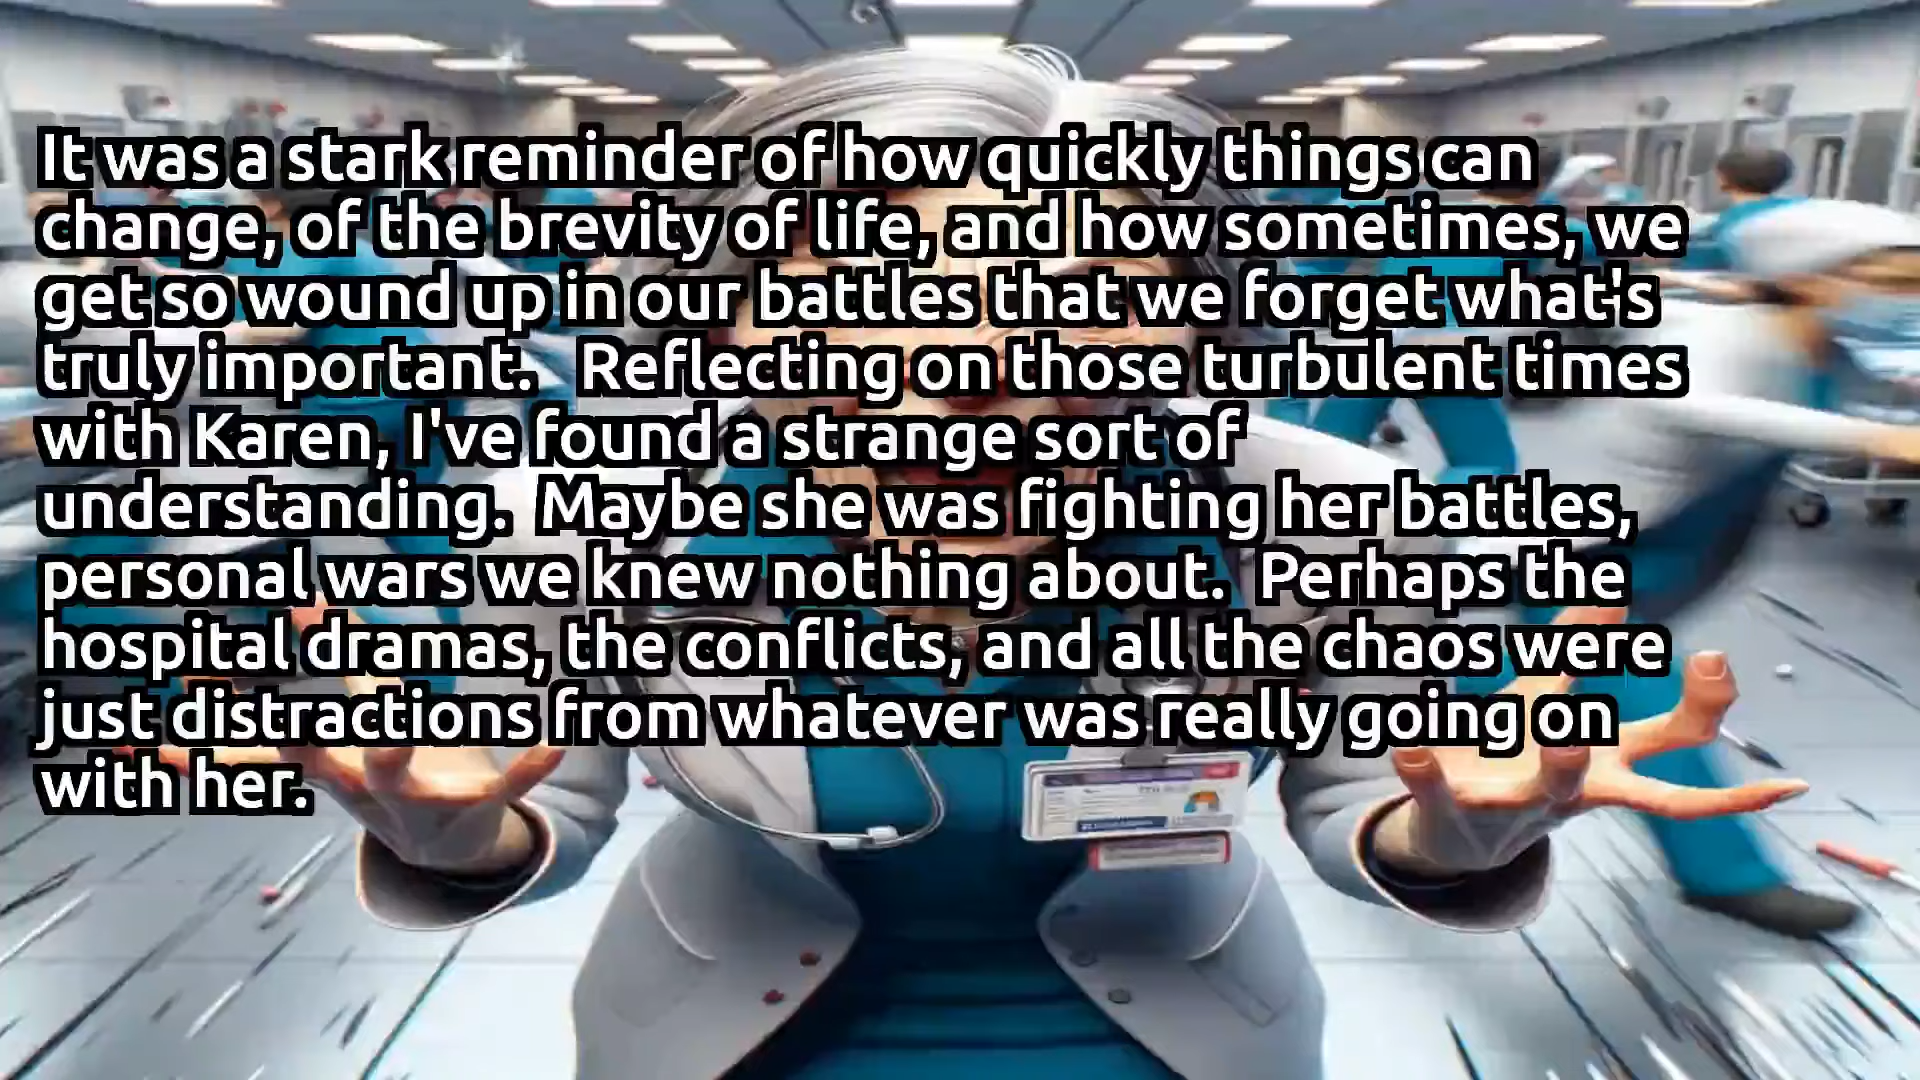 It was a stark reminder of how quickly things can
change, of the brevity of life, and how sometimes, we
get so wound up in our battles that we forget what's
truly important.   Reflecting on those turbulent times
with Karen, I've found a strange sort of
understanding.  Maybe she was fighting her battles,
personal wars we knew nothing about.  Perhaps the
hospital dramas, the conflicts, and all the chaos were
just distractions from whatever was really going on
with her.